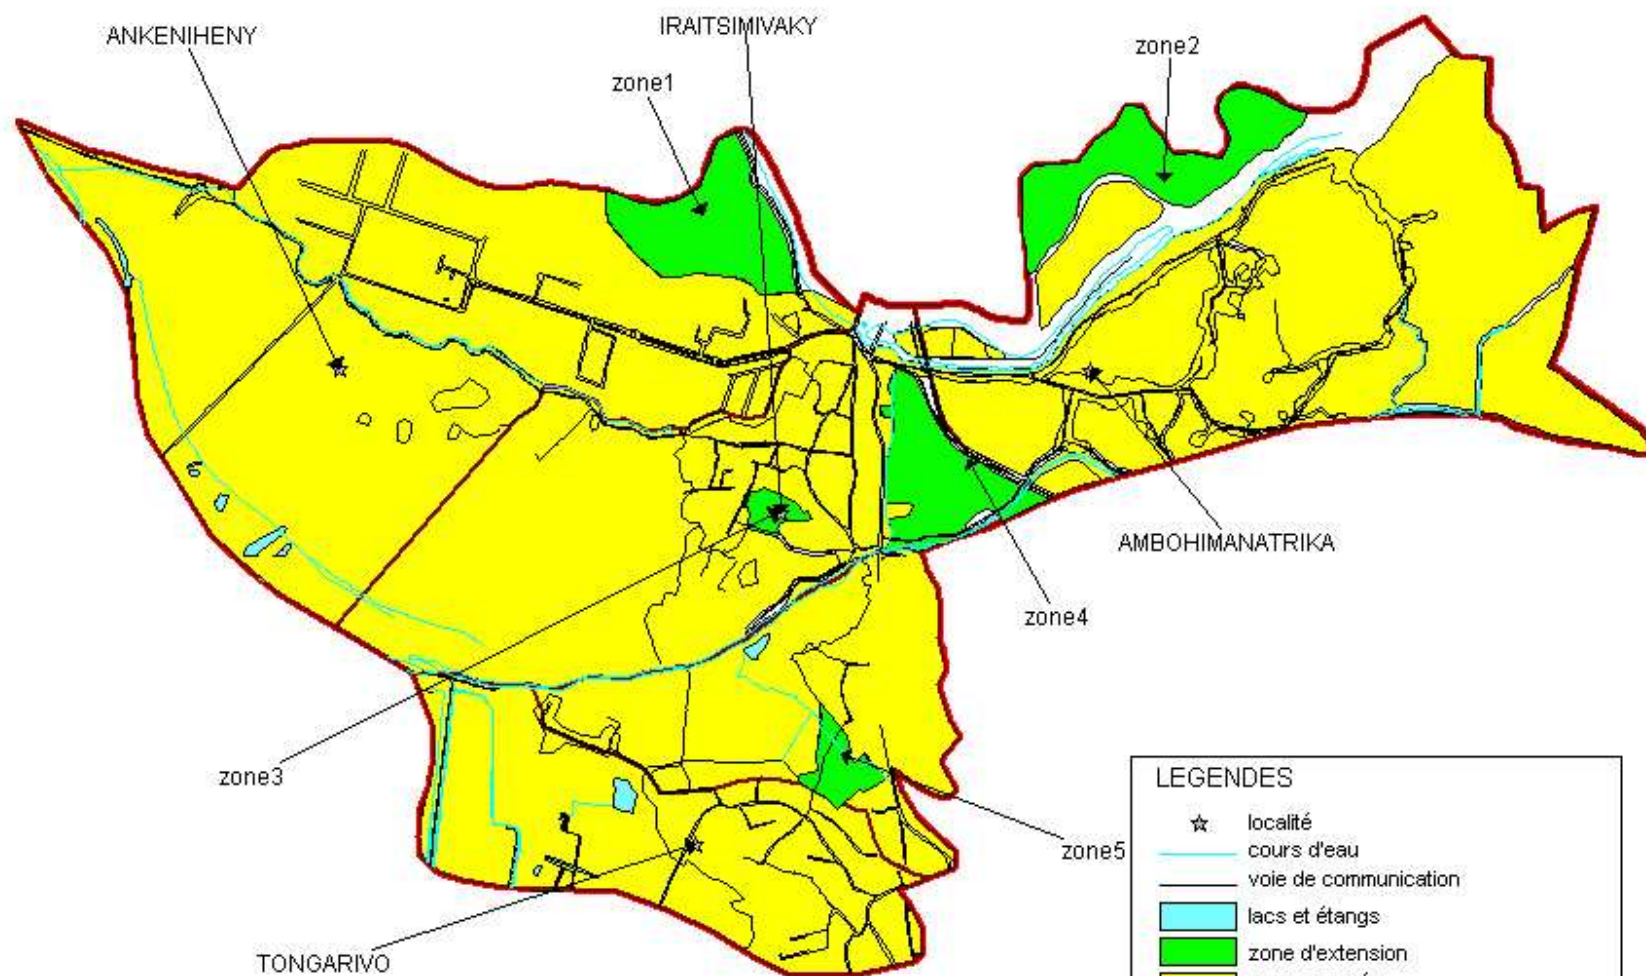 ANKENIHENY
IRAITSIMIVAKY
zone1
zone2
AMBOHIMANATRIKA
zone4
zone3
zone5
TONGARIVO
LEGENDES
localité
cours d'eau
voie de communication
lacs et étangs
zone d'extension